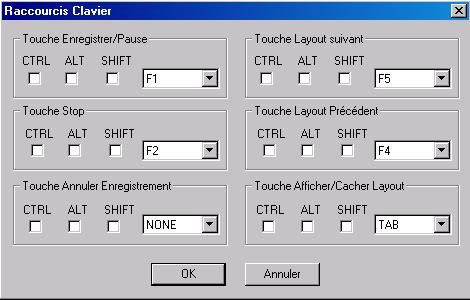 Raccourcis Clavier
Touche Enregistrer/Pause
CTRL ALT SHIFT
F1
Touche Layout suivant
CTRL ALT SHIFT
F5
Touche Stop
CTRL ALT SHIFT
F2
Touche Layout Précédent
CTRL ALT SHIFT
F4
Touche Annuler Enregistrement
CTRL ALT SHIFT
NONE
Touche Afficher/Cacher Layout
CTRL ALT SHIFT
TAB
OK
Annuler